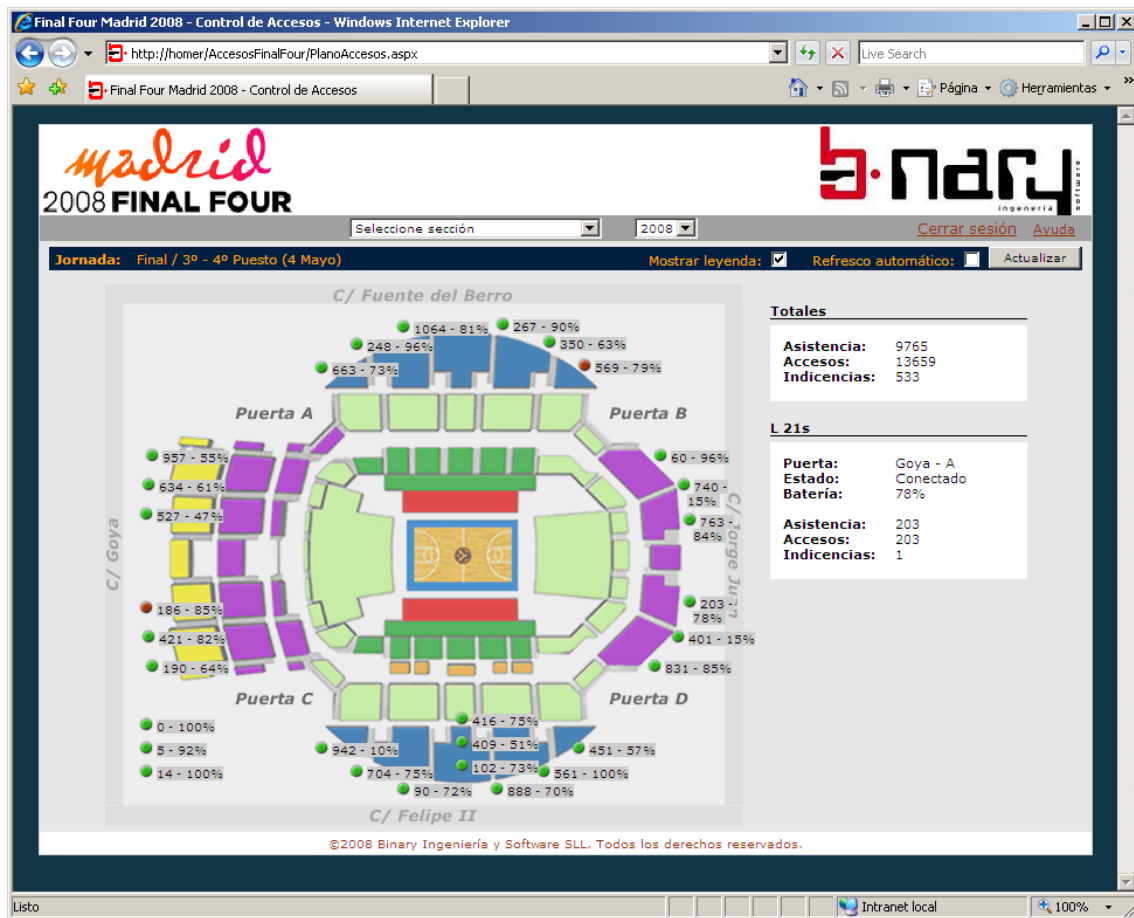 Final Four Madrid 2008 - Control de Accesos - Windows Internet Explorer
http://homer/AccesosFinalFour/PlanoAccesos.aspx
Live Search
Final Four Madrid 2008 - Control de Accesos
Página
Herramientas
madrid
2008 FINAL FOUR
b·nary
ingeneria
software
Seleccione sección
2008
Cerrar sesión
Ayuda
Jornada: Final / 3º - 4º Puesto (4 Mayo)
Mostrar leyenda:
Refresco automático:
Actualizar
C/ Fuente del Berro
1064 - 81%
267 - 90%
248 - 96%
350 - 63%
663 - 73%
569 - 79%
Puerta A
Puerta B
957 - 55%
60 - 96%
634 - 61%
740 - 15%
527 - 47%
763 - 84%
C/ Goya
C/ Jorge Juan
186 - 85%
203 - 78%
421 - 82%
401 - 15%
190 - 64%
831 - 85%
Puerta C
Puerta D
0 - 100%
416 - 75%
5 - 92%
942 - 10%
409 - 51%
451 - 57%
14 - 100%
704 - 75%
102 - 73%
561 - 100%
90 - 72%
888 - 70%
C/ Felipe II
Totales
Asistencia: 9765
Accesos: 13659
Indicencias: 533
L 21s
Puerta: Goya - A
Estado: Conectado
Batería: 78%
Asistencia: 203
Accesos: 203
Indicencias: 1
©2008 Binary Ingeniería y Software SLL. Todos los derechos reservados.
Listo
Intranet local
100%